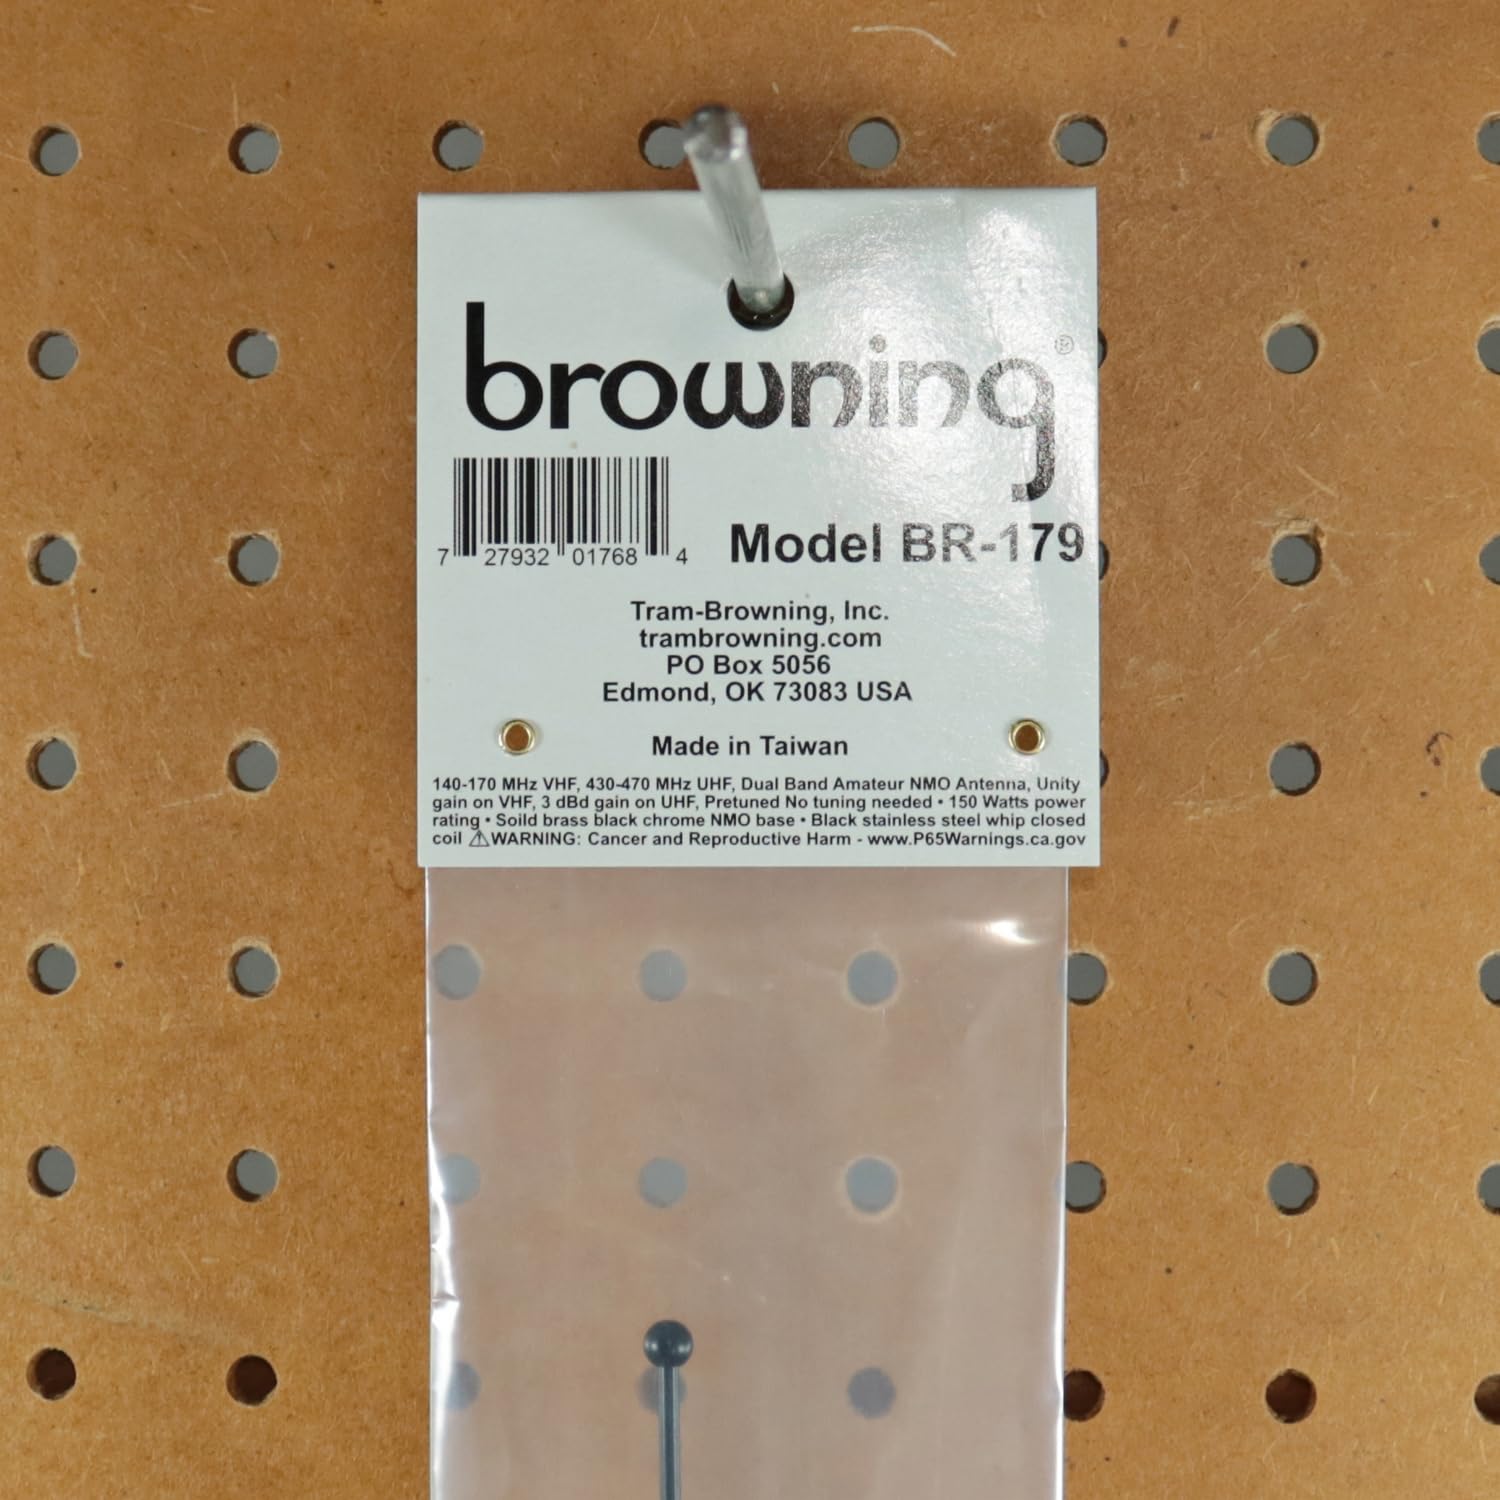 browning®
7 27932 01768 4
Model BR-179
Tram-Browning, Inc.
trambrowning.com
PO Box 5056
Edmond, OK 73083 USA
Made in Taiwan
140-170 MHz VHF, 430-470 MHz UHF, Dual Band Amateur NMO Antenna, Unity
gain on VHF, 3 dBd gain on UHF, Pretuned No tuning needed • 150 Watts power
rating • Soild brass black chrome NMO base • Black stainless steel whip closed
coil ⚠WARNING: Cancer and Reproductive Harm - www.P65Warnings.ca.gov